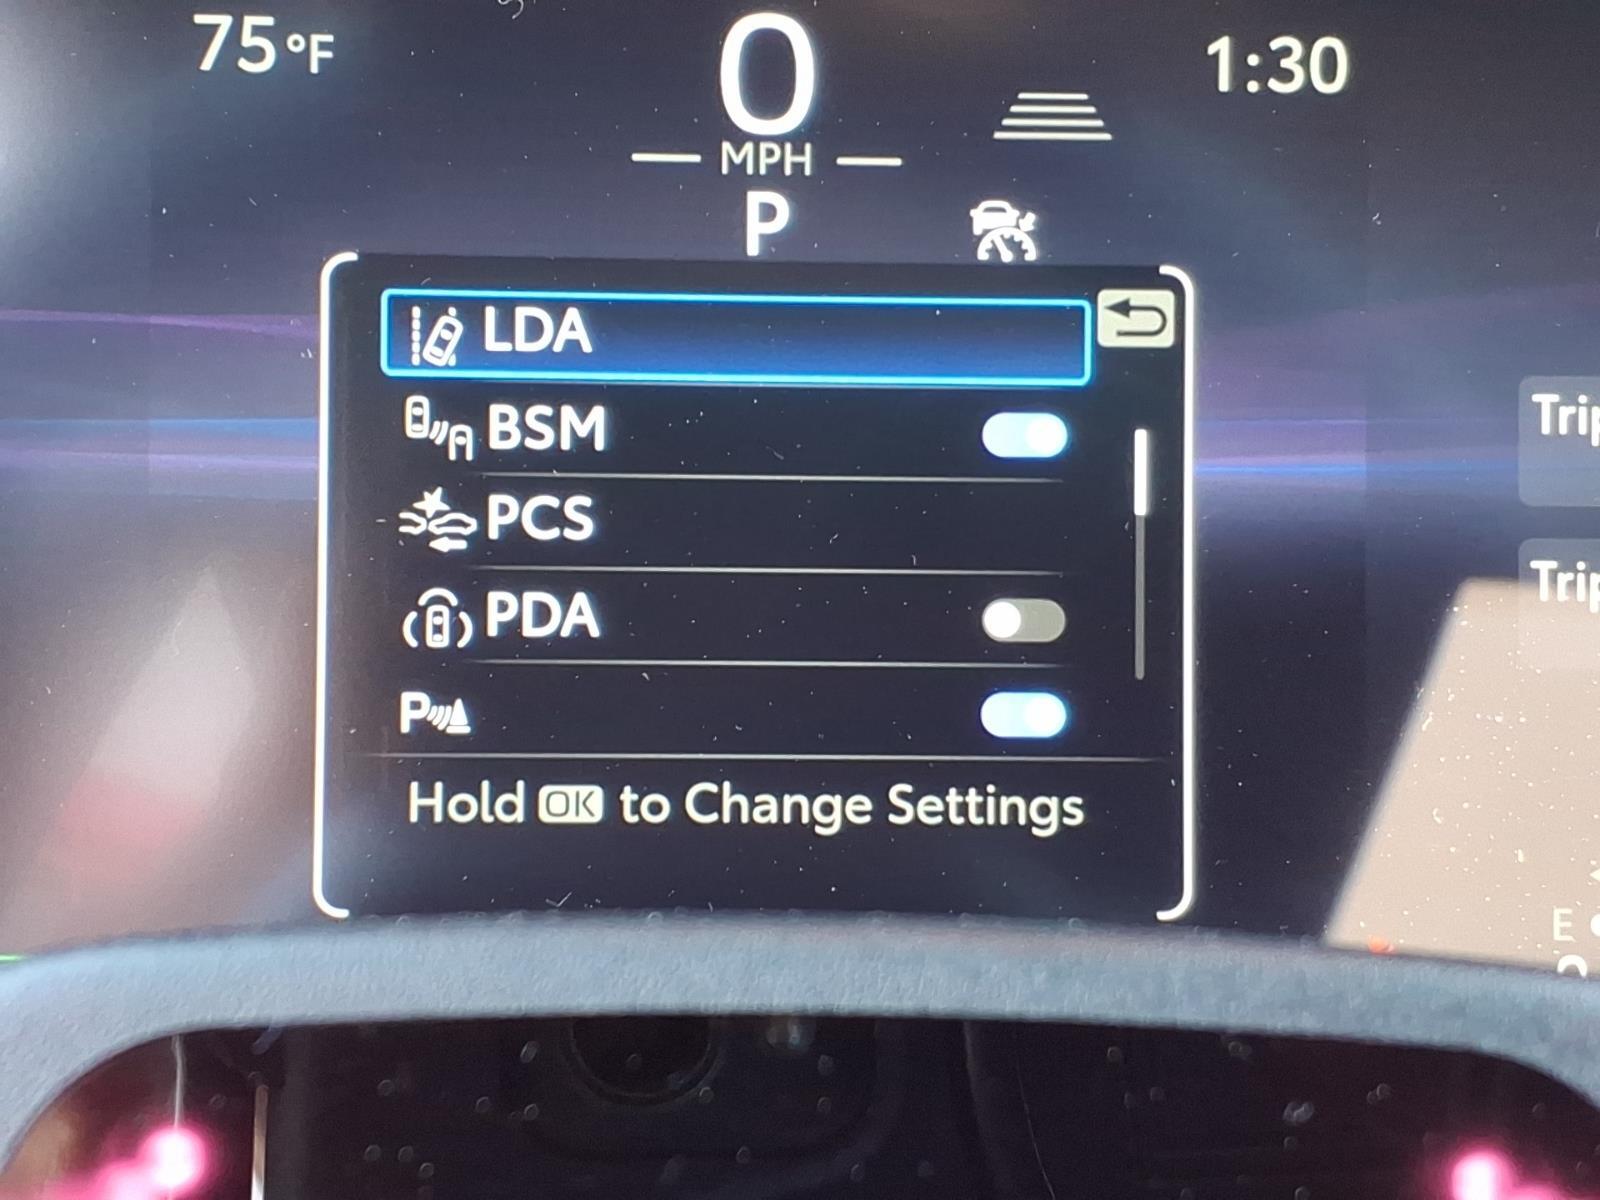 75°F
0
1:30
MPH
P
LDA
BSM
PCS
PDA
P
Hold OK to Change Settings
Trip
Trip
E